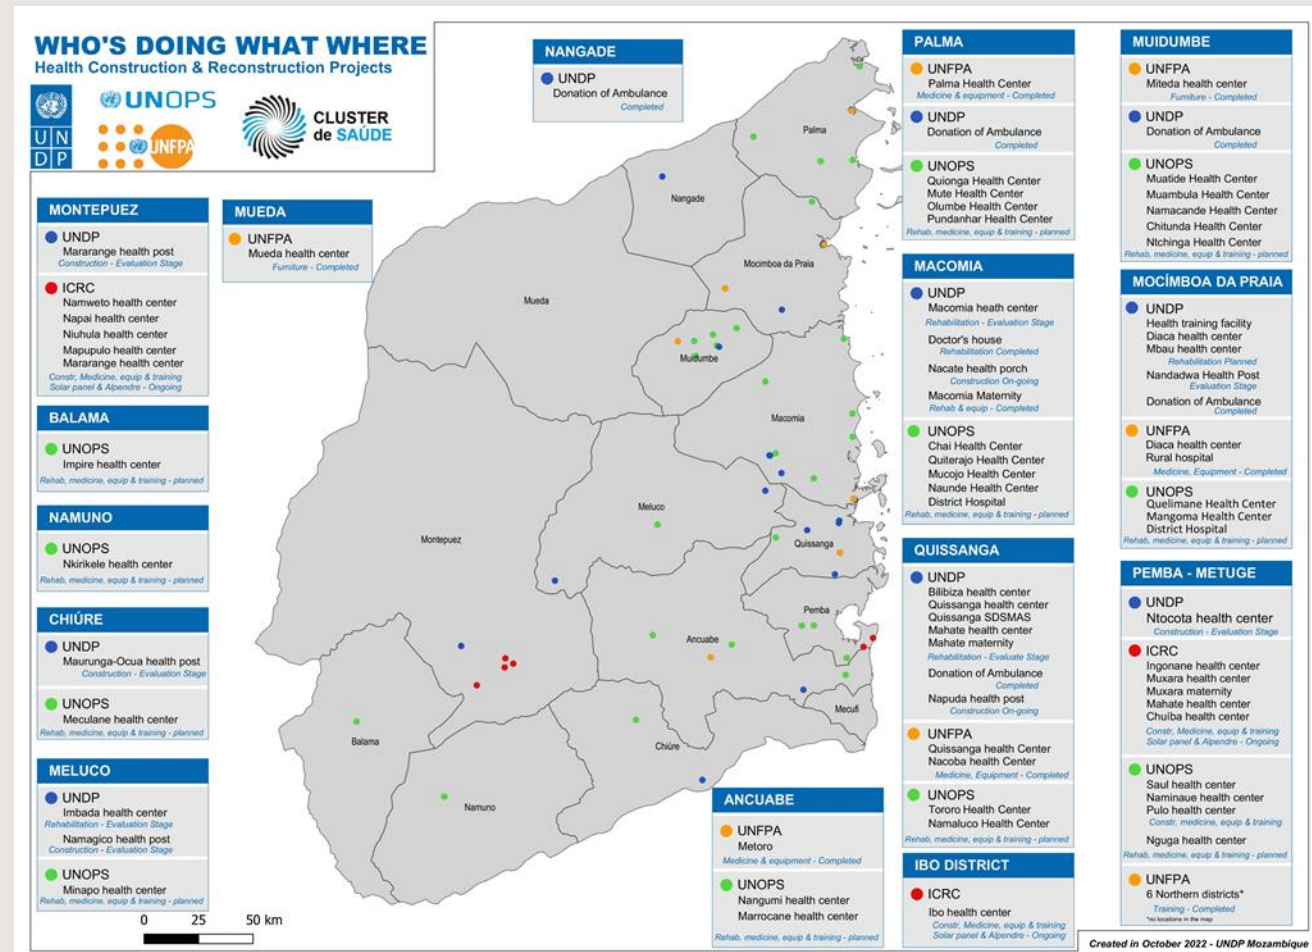 WHO'S DOING WHAT WHERE
Health Construction & Reconstruction Projects
UN
DP
UNOPS
UNFPA
CLUSTER
de SAÚDE
NANGADE
UNDP
Donation of Ambulance
Completed
MONTEPUEZ
UNDP
Mararange health post
Construction - Evaluation Stage
ICRC
Namweto health center
Napai health center
Niuhula health center
Mapupulo health center
Mararange health center
Constr, Medicine, equip & training
Solar panel & Alpendre - Ongoing
MUEDA
UNFPA
Mueda health center
Furniture - Completed
BALAMA
UNOPS
Impire health center
Rehab, medicine, equip & training - planned
NAMUNO
UNOPS
Nkirikele health center
Rehab, medicine, equip & training - planned
CHIÚRE
UNDP
Maurunga-Ocua health post
Construction - Evaluation Stage
UNOPS
Meculane health center
Rehab, medicine, equip & training - planned
MELUCO
UNDP
Imbada health center
Rehabilitation - Evaluation Stage
Namagico health post
Construction - Evaluation Stage
UNOPS
Minapo health center
Rehab, medicine, equip & training - planned
0 25 50 km
Palma
Nangade
Mocimboa da Praia
Mueda
Muidumbe
Macomia
Meluco
Montepuez
Quissanga
Pemba
Ancuabe
Mecufi
Balama
Chiúre
Namuno
ANCUABE
UNFPA
Metoro
Medicine & equipment - Completed
UNOPS
Nangumi health center
Marrocane health center
Rehab, medicine, equip & training - planned
PALMA
UNFPA
Palma Health Center
Medicine & equipment - Completed
UNDP
Donation of Ambulance
Completed
UNOPS
Quionga Health Center
Mute Health Center
Olumbe Health Center
Pundanhar Health Center
Rehab, medicine, equip & training - planned
MACOMIA
UNDP
Macomia heath center
Rehabilitation - Evaluation Stage
Doctor's house
Rehabilitation Completed
Nacate health porch
Construction On-going
Macomia Maternity
Rehab & equip - Completed
UNOPS
Chai Health Center
Quiterajo Health Center
Mucojo Health Center
Naunde Health Center
District Hospital
Rehab, medicine, equip & training - planned
QUISSANGA
UNDP
Bilibiza health center
Quissanga health center
Quissanga SDSMAS
Mahate health center
Mahate maternity
Rehabilitation - Evaluate Stage
Donation of Ambulance
Completed
Napuda health post
Construction On-going
UNFPA
Quissanga health Center
Nacoba health Center
Medicine, Equipment - Completed
UNOPS
Tororo Health Center
Namaluco Health Center
Rehab, medicine, equip & training - planned
IBO DISTRICT
ICRC
Ibo health center
Constr, Medicine, equip & training
Solar panel & Alpendre - Ongoing
MUIDUMBE
UNFPA
Miteda health center
Furniture - Completed
UNDP
Donation of Ambulance
Completed
UNOPS
Muatide Health Center
Muambula Health Center
Namacande Health Center
Chitunda Health Center
Ntchinga Health Center
Rehab, medicine, equip & training - planned
MOCÍMBOA DA PRAIA
UNDP
Health training facility
Diaca health center
Mbau health center
Rehabilitation Planned
Nandadwa Health Post
Evaluation Stage
Donation of Ambulance
Completed
UNFPA
Diaca health center
Rural hospital
Medicine, Equipment - Completed
UNOPS
Quelimane Health Center
Mangoma Health Center
District Hospital
Rehab, medicine, equip & training - planned
PEMBA - METUGE
UNDP
Ntocota health center
Construction - Evaluation Stage
ICRC
Ingonane health center
Muxara health center
Muxara maternity
Mahate health center
Chuíba health center
Constr, Medicine, equip & training
Solar panel & Alpendre - Ongoing
UNOPS
Saul health center
Naminaue health center
Pulo health center
Constr, medicine, equip & training
Nguga health center
Rehab, medicine, equip & training - planned
UNFPA
6 Northern districts*
Training - Completed
*no locations in the map
Created in October 2022 - UNDP Mozambique